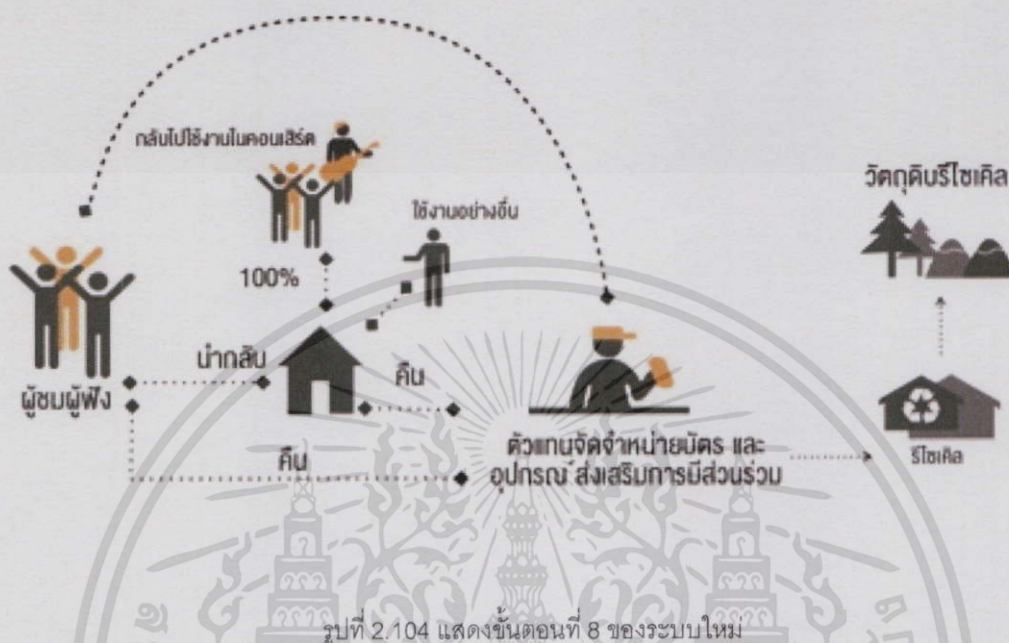 กลับไปใช้งานในคอนเสิร์ต
วัตถุดิบรีไซเคิล
ใช้งานอย่างอื่น
100%
นำกลับ
คืน
ผู้ชมผู้ฟัง
คืน
ตัวแทนจัดจำหน่ายบัตร และ
อุปกรณ์ ส่งเสริมการมีส่วนร่วม
รีไซเคิล
รูปที่ 2.104 แสดงขั้นตอนที่ 8 ของระบบใหม่